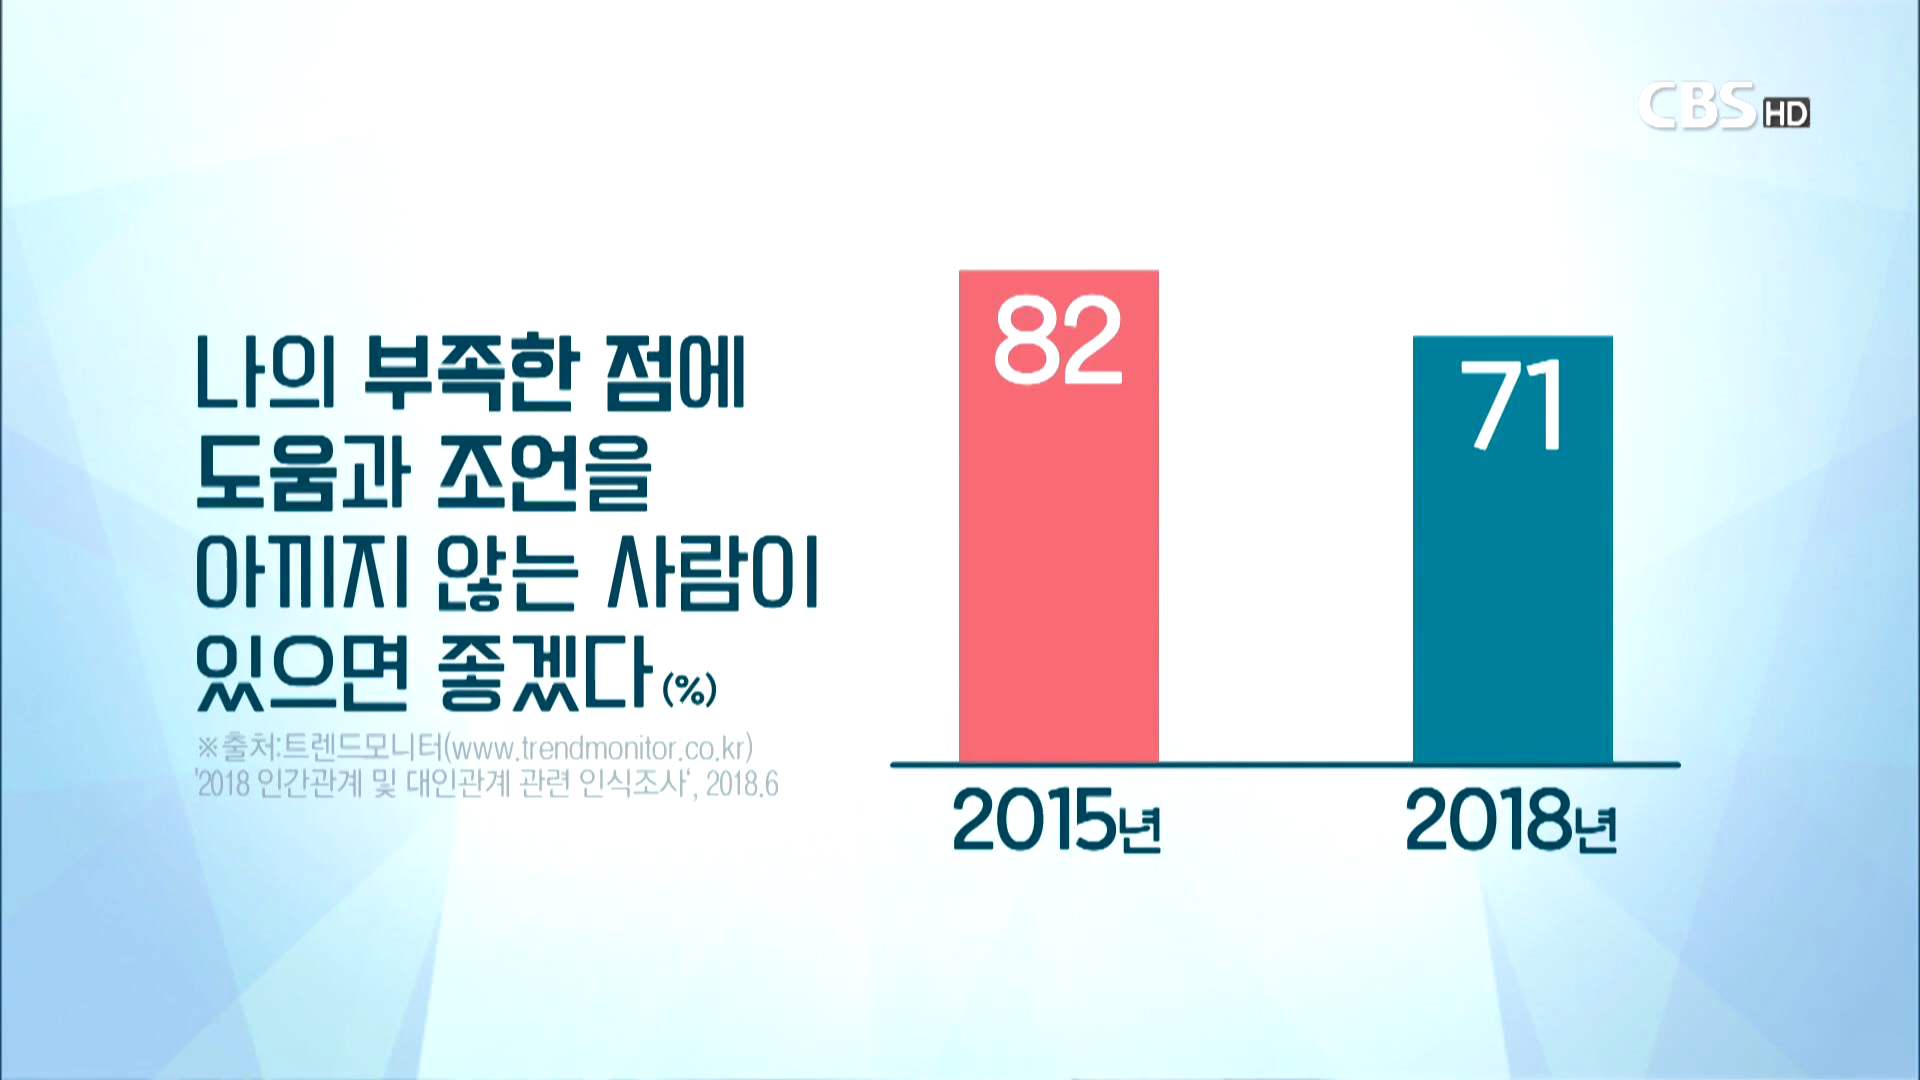 CBS HD
나의 부족한 점에
도움과 조언을
아끼지 않는 사람이
있으면 좋겠다 (%)
※출처:트렌드모니터(www.trendmonitor.co.kr)
'2018 인간관계 및 대인관계 관련 인식조사‘, 2018.6
82
71
2015년
2018년